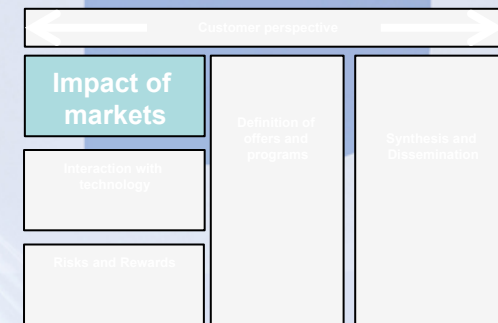 Customer perspective
Impact of
markets
Definition of
offers and
programs
Synthesis and
Dissemination
Interaction with
technology
Risks and Rewards